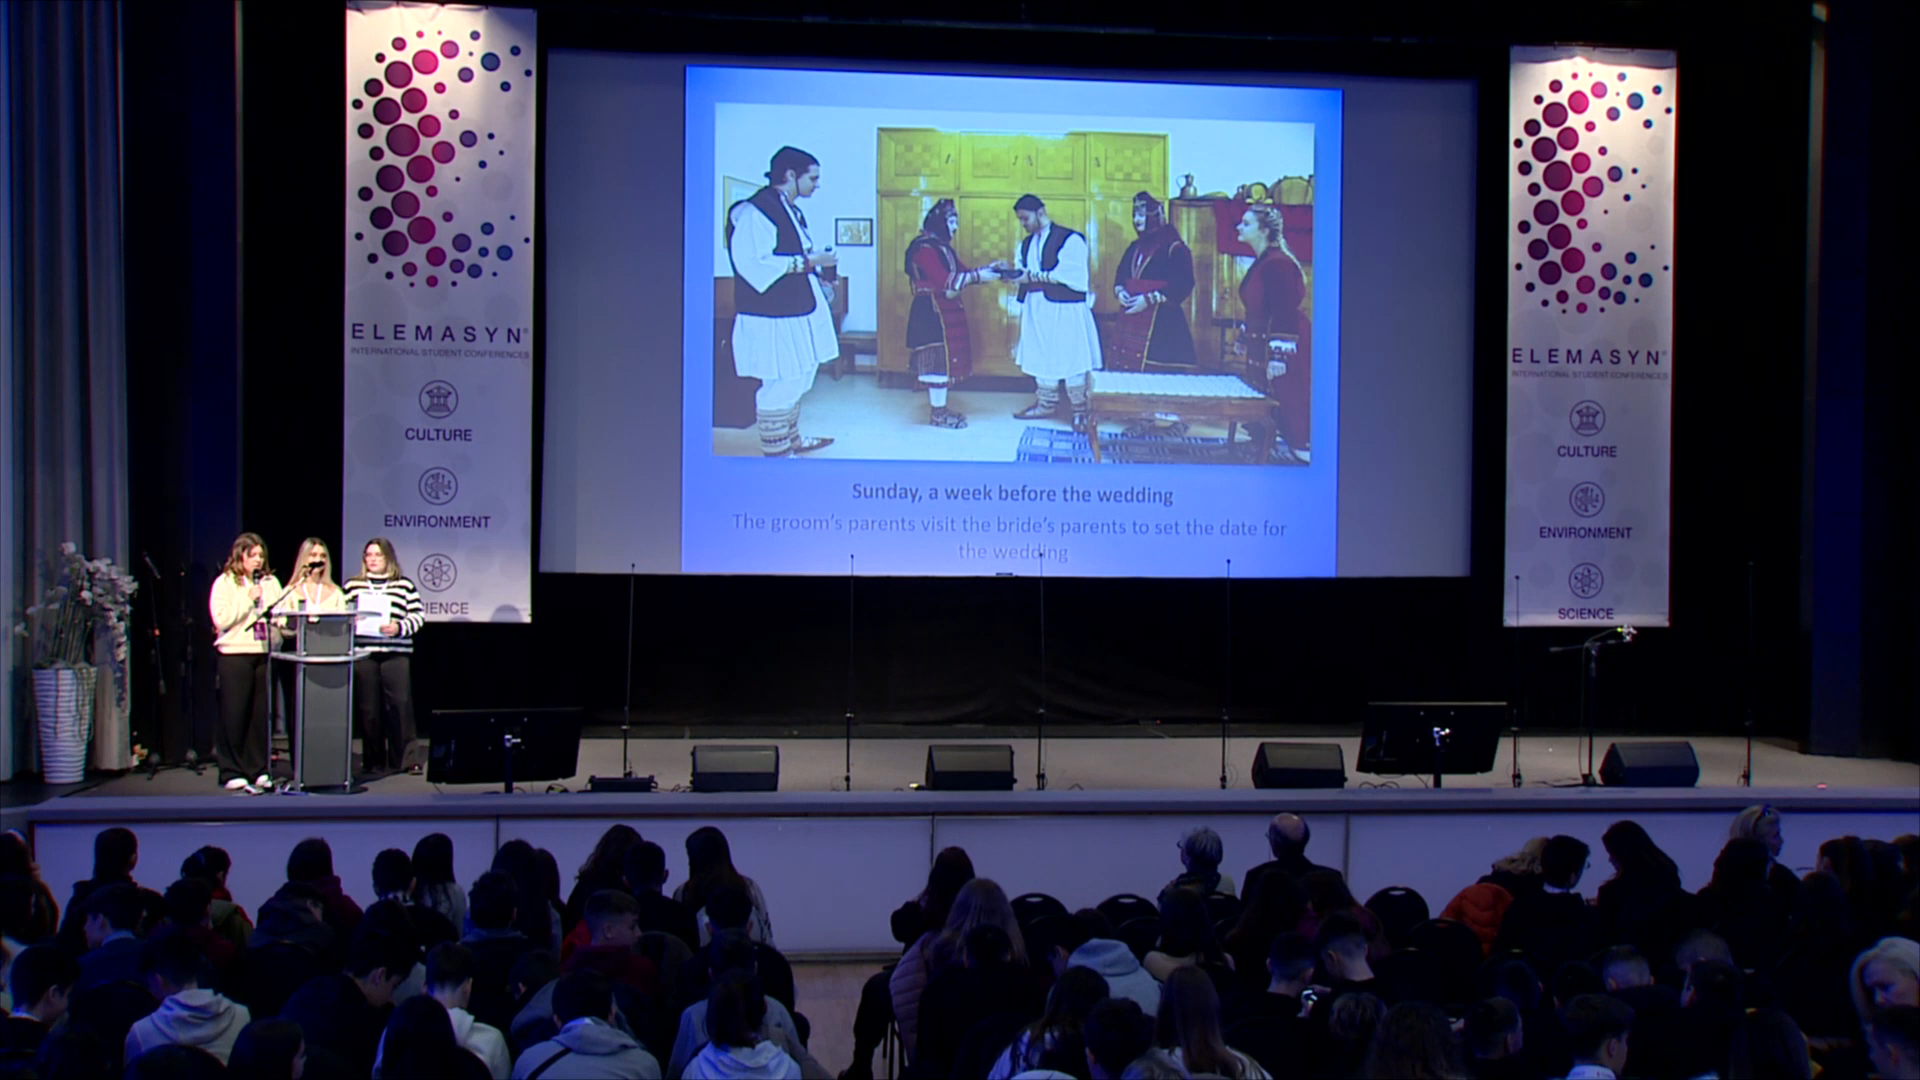 ELEMASYN®
INTERNATIONAL STUDENT CONFERENCES
CULTURE
ENVIRONMENT
SCIENCE
Sunday, a week before the wedding
The groom's parents visit the bride's parents to set the date for
the wedding
ELEMASYN®
INTERNATIONAL STUDENT CONFERENCES
CULTURE
ENVIRONMENT
SCIENCE